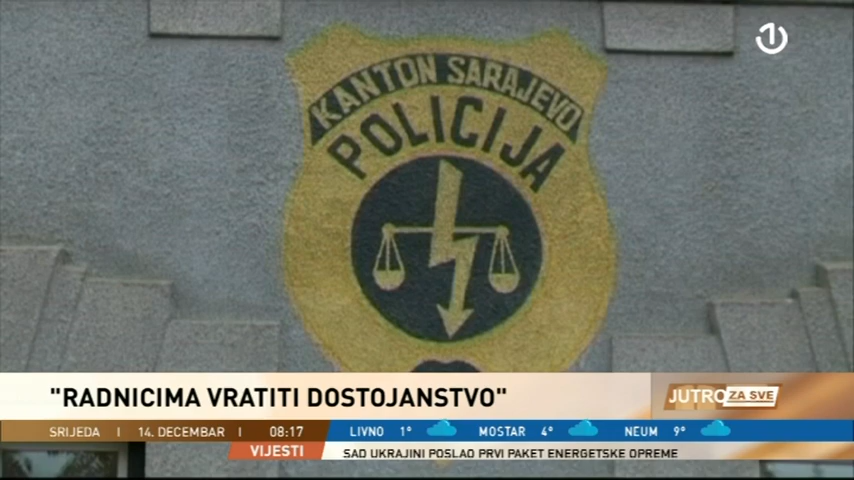 KANTON SARAJEVO
POLICIJA
"RADNICIMA VRATITI DOSTOJANSTVO"
JUTRO ZA SVE
SRIJEDA I 14. DECEMBAR I 08:17 LIVNO 1° MOSTAR 4° NEUM 9°
VIJESTI SAD UKRAJINI POSLAO PRVI PAKET ENERGETSKE OPREME